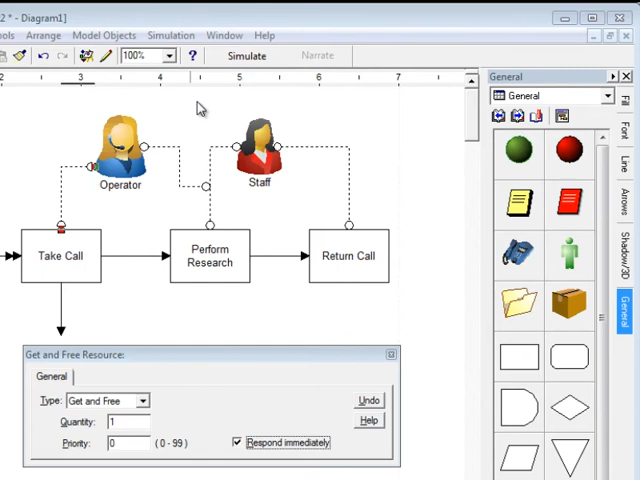 2 * - Diagram1]
ols Arrange Model Objects Simulation Window Help
100% ? Simulate Narrate
2 3 4 5 6 7
General
General
Fill
Font
Line
Arrows
Shadow/3D
General
Operator
Staff
Take Call
Perform
Research
Return Call
Get and Free Resource:
General
Type: Get and Free
Undo
Quantity: 1
Help
Priority: 0 ( 0 - 99 )
Respond immediately